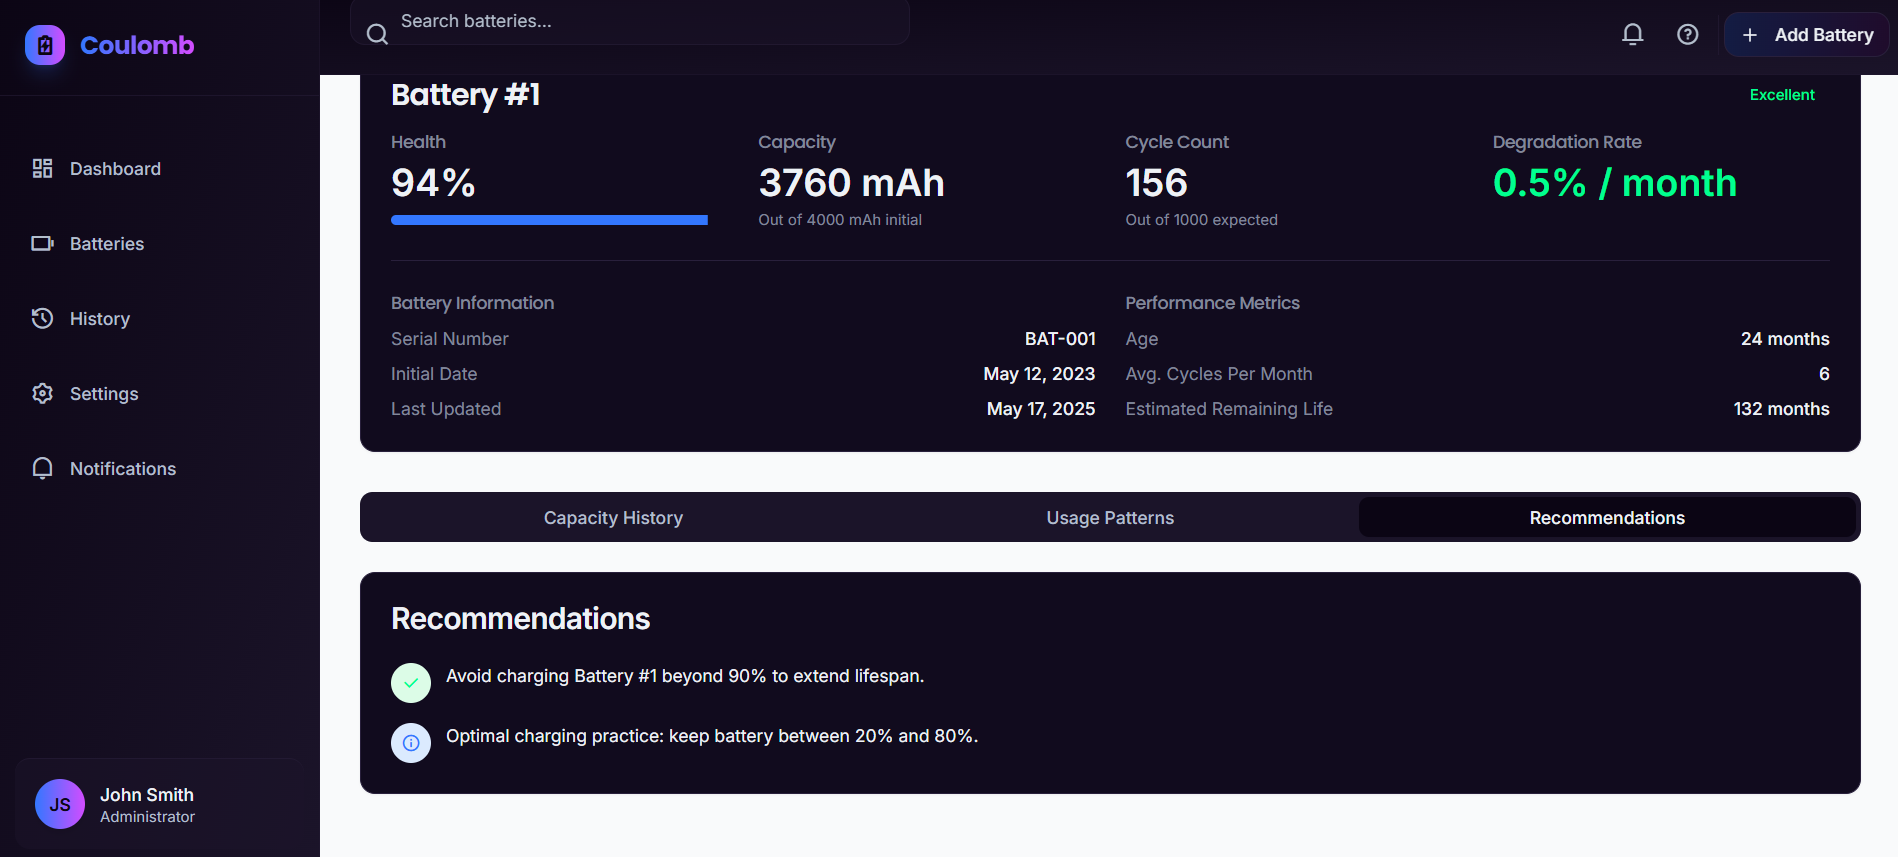 Coulomb
Search batteries...
Add Battery
Dashboard
Batteries
History
Settings
Notifications
JS
John Smith
Administrator
Battery #1
Excellent
Health
94%
Capacity
3760 mAh
Out of 4000 mAh initial
Cycle Count
156
Out of 1000 expected
Degradation Rate
0.5% / month
Battery Information
Serial Number BAT-001
Initial Date May 12, 2023
Last Updated May 17, 2025
Performance Metrics
Age 24 months
Avg. Cycles Per Month 6
Estimated Remaining Life 132 months
Capacity History
Usage Patterns
Recommendations
Recommendations
Avoid charging Battery #1 beyond 90% to extend lifespan.
Optimal charging practice: keep battery between 20% and 80%.